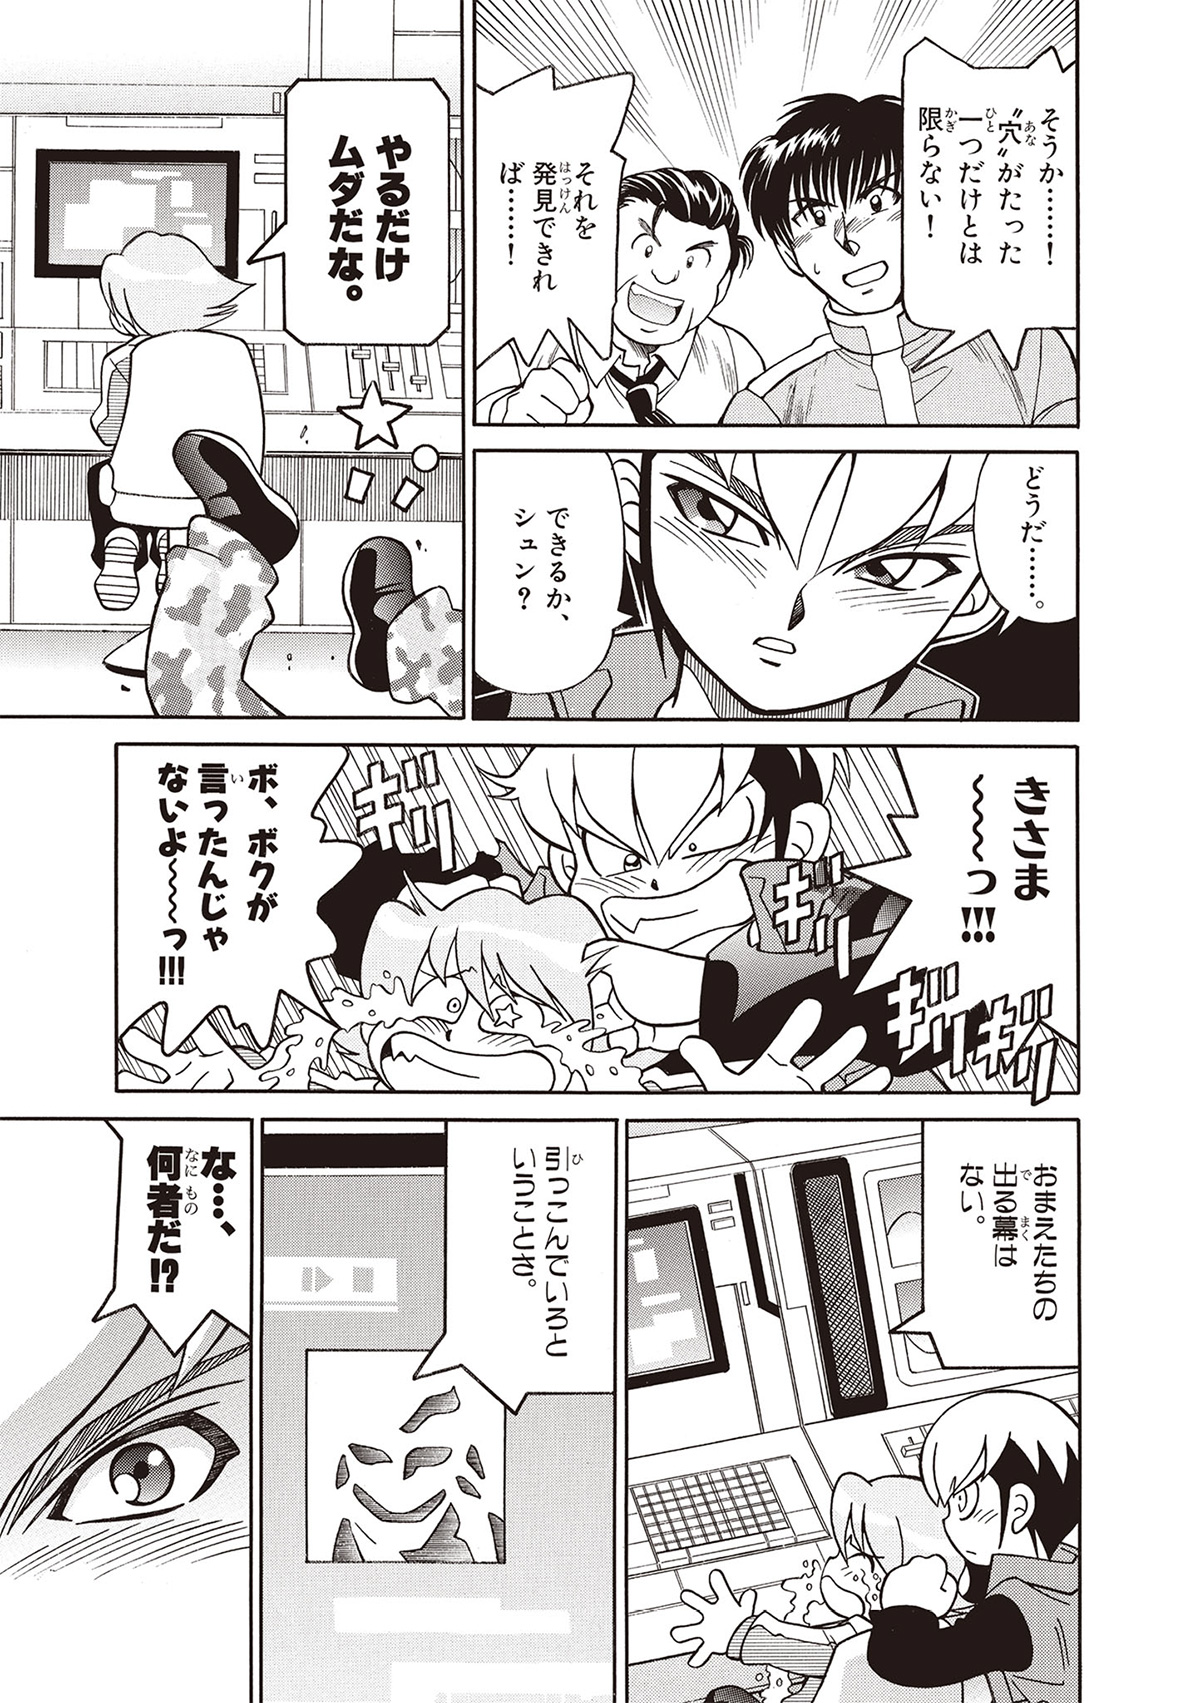 そうか……！
〝穴〟がたった
一つだけとは
限らない！
それを
発見できれ
ば……！
どうだ……。
できるか、
シュン？
やるだけ
ムダだな。
きさま
～～っ!!!
ギリギリ
ギリ
ギリ
ボ、ボクが
言ったんじゃ
ないよ～～っ!!!
おまえたちの
出る幕は
ない。
引っこんでいろと
いうことさ。
な…、
何者だ!?